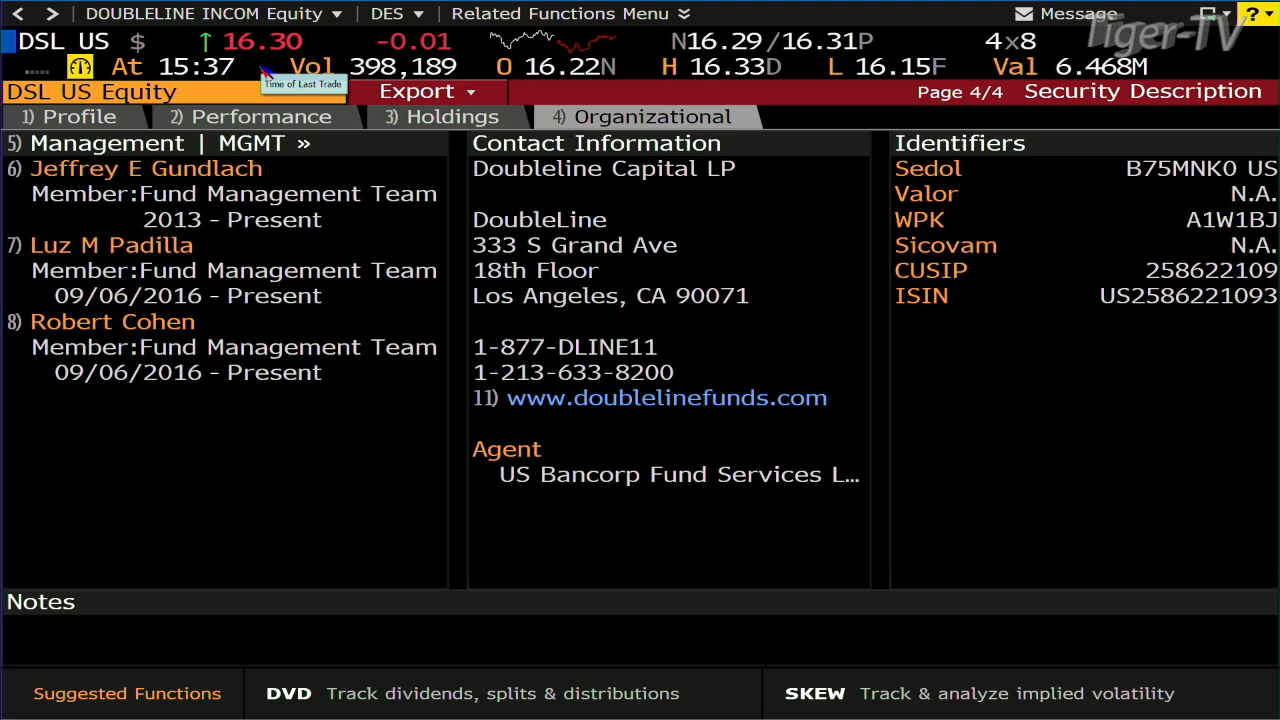 < > DOUBLELINE INCOM Equity ▾ DES ▾ Related Functions Menu Message ?
Tiger-TV
DSL US $ ↑ 16.30 -0.01 N16.29/16.31P 4x8
At 15:37 Vol 398,189 O 16.22N H 16.33D L 16.15F Val 6.468M
Time of Last Trade
DSL US Equity Export ▾ Page 4/4 Security Description
1) Profile 2) Performance 3) Holdings 4) Organizational
5) Management | MGMT »
6) Jeffrey E Gundlach
Member:Fund Management Team
2013 - Present
7) Luz M Padilla
Member:Fund Management Team
09/06/2016 - Present
8) Robert Cohen
Member:Fund Management Team
09/06/2016 - Present
Contact Information
Doubleline Capital LP
DoubleLine
333 S Grand Ave
18th Floor
Los Angeles, CA 90071
1-877-DLINE11
1-213-633-8200
11) www.doublelinefunds.com
Agent
US Bancorp Fund Services L...
Identifiers
Sedol B75MNK0 US
Valor N.A.
WPK A1W1BJ
Sicovam N.A.
CUSIP 258622109
ISIN US2586221093
Notes
Suggested Functions DVD Track dividends, splits & distributions SKEW Track & analyze implied volatility